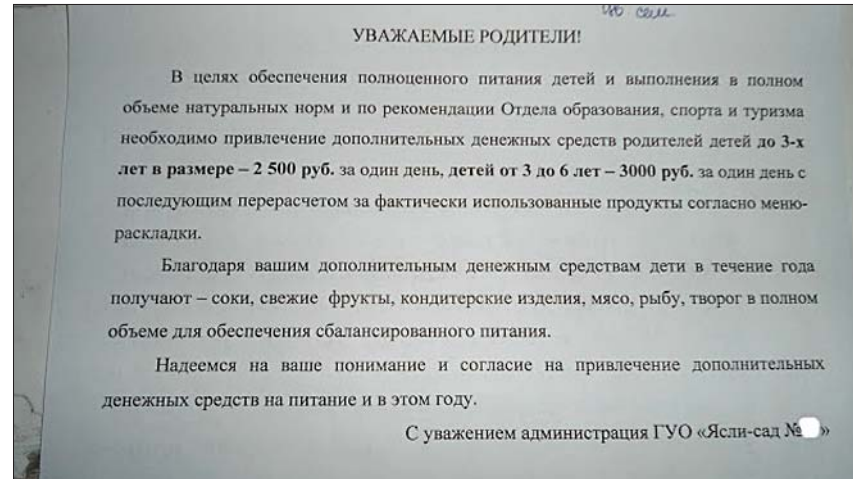 УВАЖАЕМЫЕ РОДИТЕЛИ!
В целях обеспечения полноценного питания детей и выполнения в полном
объеме натуральных норм и по рекомендации Отдела образования, спорта и туризма
необходимо привлечение дополнительных денежных средств родителей детей до 3-х
лет в размере – 2 500 руб. за один день, детей от 3 до 6 лет – 3000 руб. за один день с
последующим перерасчетом за фактически использованные продукты согласно меню-
раскладки.
Благодаря вашим дополнительным денежным средствам дети в течение года
получают – соки, свежие фрукты, кондитерские изделия, мясо, рыбу, творог в полном
объеме для обеспечения сбалансированного питания.
Надеемся на ваше понимание и согласие на привлечение дополнительных
денежных средств на питание и в этом году.
С уважением администрация ГУО «Ясли-сад № »